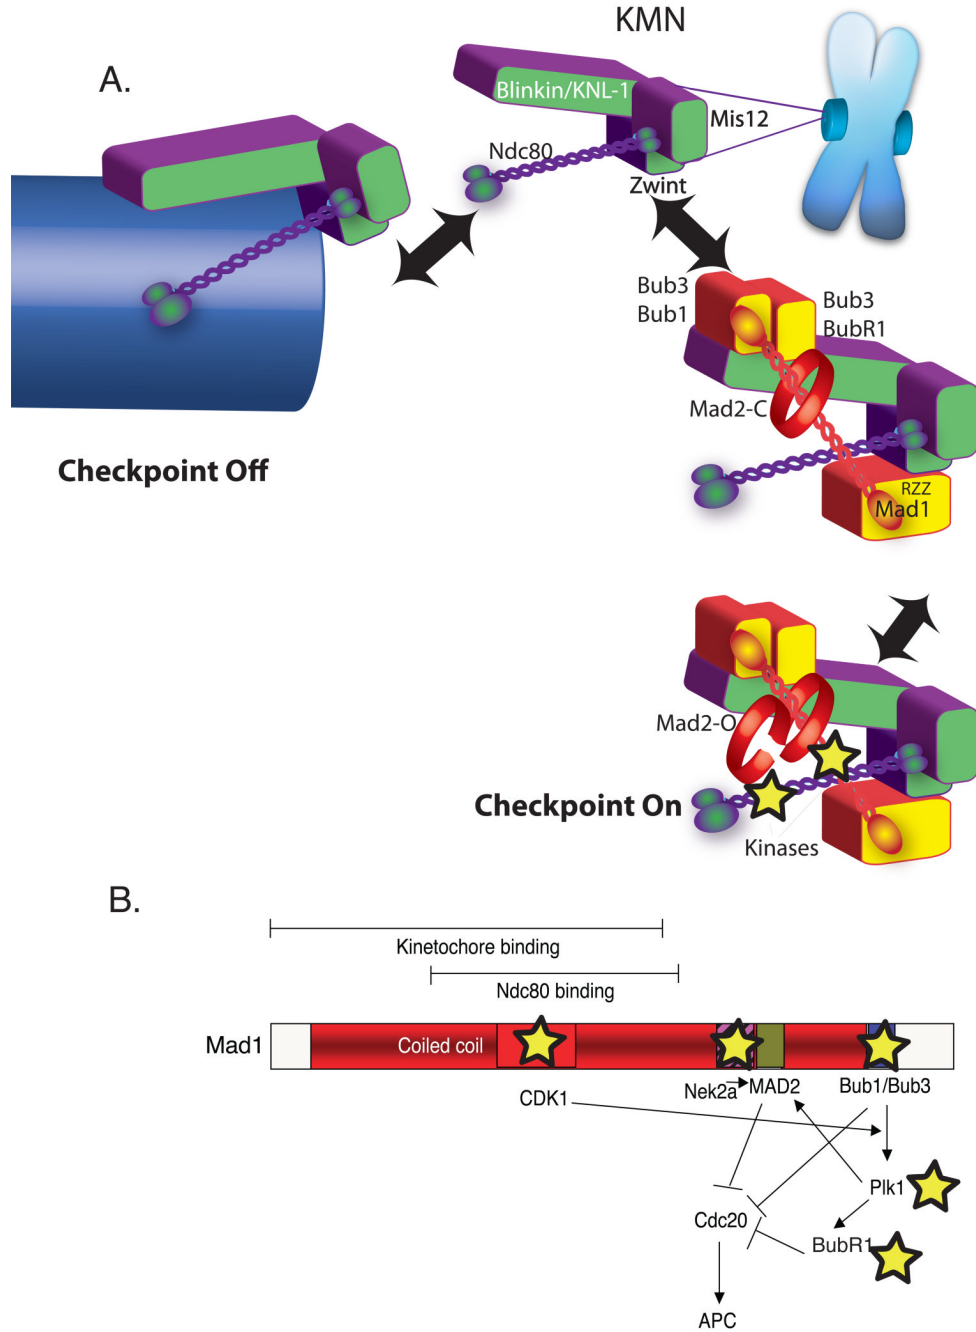 KMN
A.
Blinkin/KNL-1
Mis12
Ndc80
Zwint
Bub3
Bub1
Bub3
BubR1
Mad2-C
Checkpoint Off
RZZ
Mad1
Mad2-O
Checkpoint On
Kinases
B.
Kinetochore binding
Ndc80 binding
Mad1
Coiled coil
CDK1
Nek2a
MAD2
Bub1/Bub3
Plk1
Cdc20
BubR1
APC